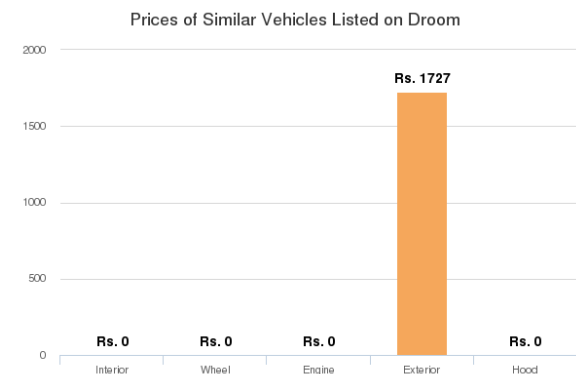 Prices of Similar Vehicles Listed on Droom
2000
Rs. 1727
1500
1000
500
Rs. 0 Rs. 0 Rs. 0 Rs. 0
0
Interior Wheel Engine Exterior Hood